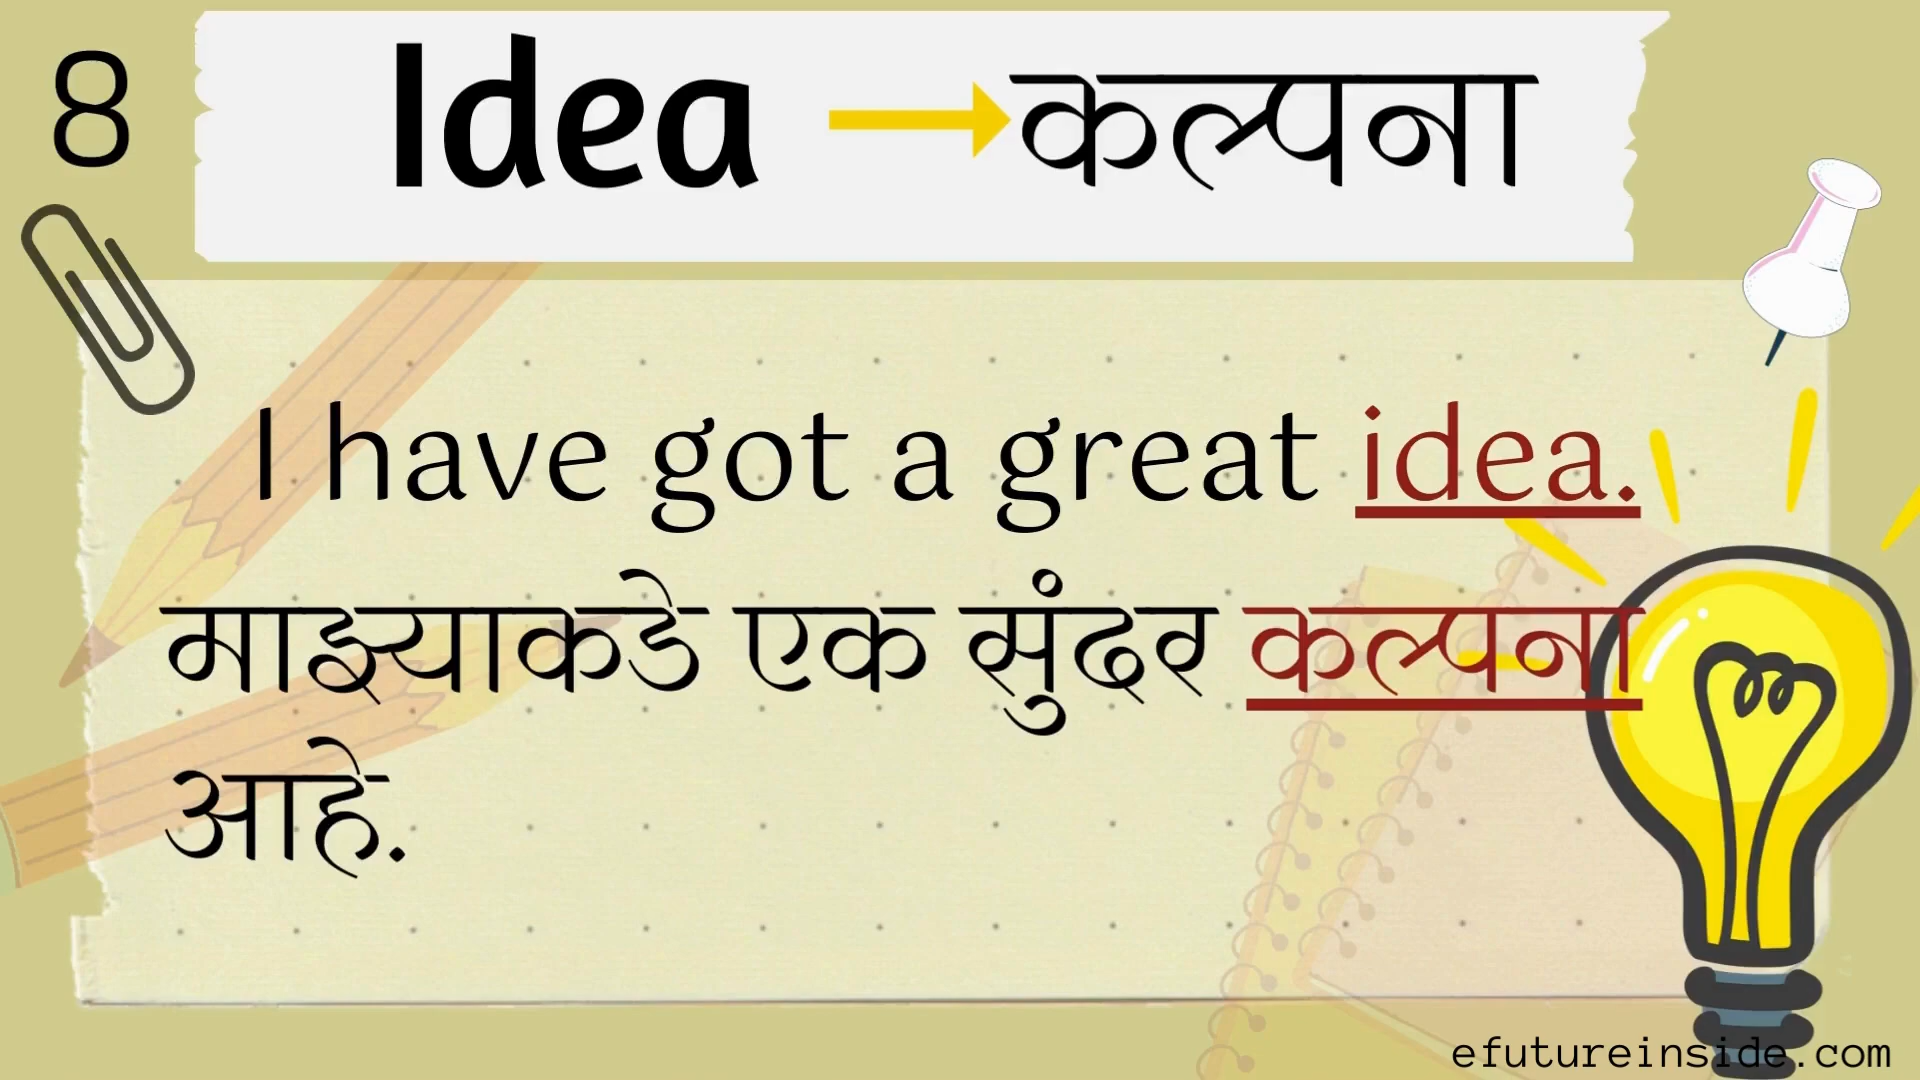 8
Idea → कल्पना
I have got a great idea.
माझ्याकडे एक सुंदर कल्पना
आहे.
efutureinside.com